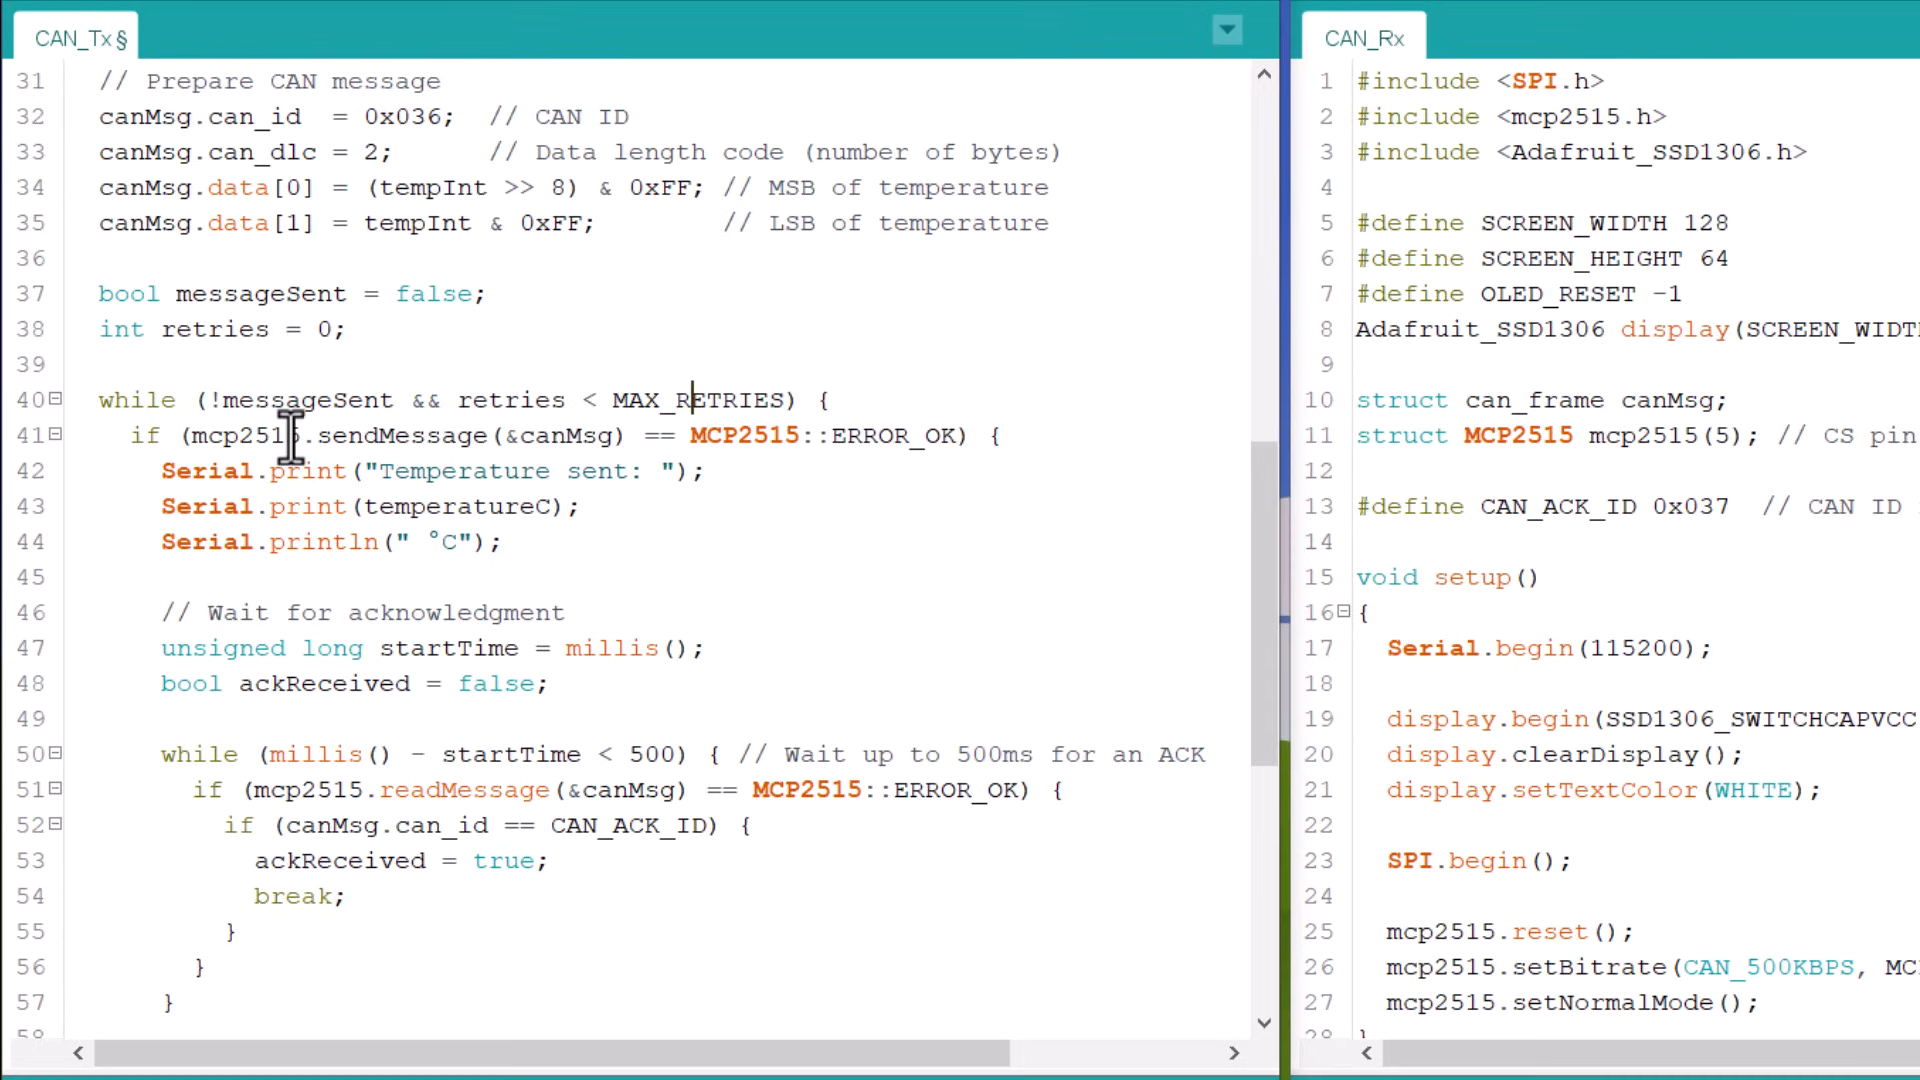 CAN_Tx §
31 // Prepare CAN message
32 canMsg.can_id  = 0x036;  // CAN ID
33 canMsg.can_dlc = 2;      // Data length code (number of bytes)
34 canMsg.data[0] = (tempInt >> 8) & 0xFF; // MSB of temperature
35 canMsg.data[1] = tempInt & 0xFF;        // LSB of temperature
36
37 bool messageSent = false;
38 int retries = 0;
39
40 while (!messageSent && retries < MAX_RETRIES) {
41 if (mcp2515.sendMessage(&canMsg) == MCP2515::ERROR_OK) {
42 Serial.print("Temperature sent: ");
43 Serial.print(temperatureC);
44 Serial.println(" °C");
45
46 // Wait for acknowledgment
47 unsigned long startTime = millis();
48 bool ackReceived = false;
49
50 while (millis() - startTime < 500) { // Wait up to 500ms for an ACK
51 if (mcp2515.readMessage(&canMsg) == MCP2515::ERROR_OK) {
52 if (canMsg.can_id == CAN_ACK_ID) {
53 ackReceived = true;
54 break;
55 }
56 }
57 }
58
CAN_Rx
1 #include <SPI.h>
2 #include <mcp2515.h>
3 #include <Adafruit_SSD1306.h>
4
5 #define SCREEN_WIDTH 128
6 #define SCREEN_HEIGHT 64
7 #define OLED_RESET -1
8 Adafruit_SSD1306 display(SCREEN_WIDT
9
10 struct can_frame canMsg;
11 struct MCP2515 mcp2515(5); // CS pin
12
13 #define CAN_ACK_ID 0x037  // CAN ID
14
15 void setup()
16 {
17 Serial.begin(115200);
18
19 display.begin(SSD1306_SWITCHCAPVCC
20 display.clearDisplay();
21 display.setTextColor(WHITE);
22
23 SPI.begin();
24
25 mcp2515.reset();
26 mcp2515.setBitrate(CAN_500KBPS, MC
27 mcp2515.setNormalMode();
28 }